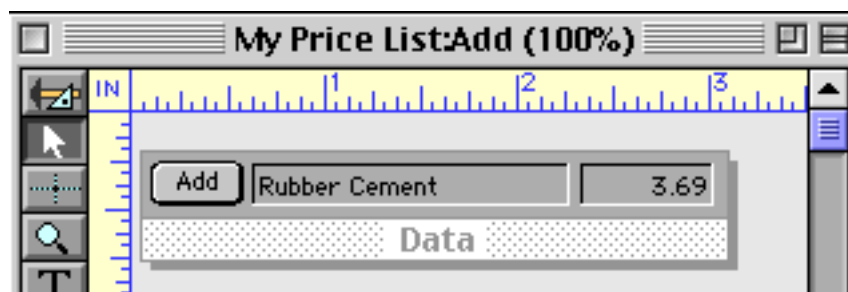 My Price List:Add (100%)
IN 1 2 3
Add Rubber Cement 3.69
Data
T